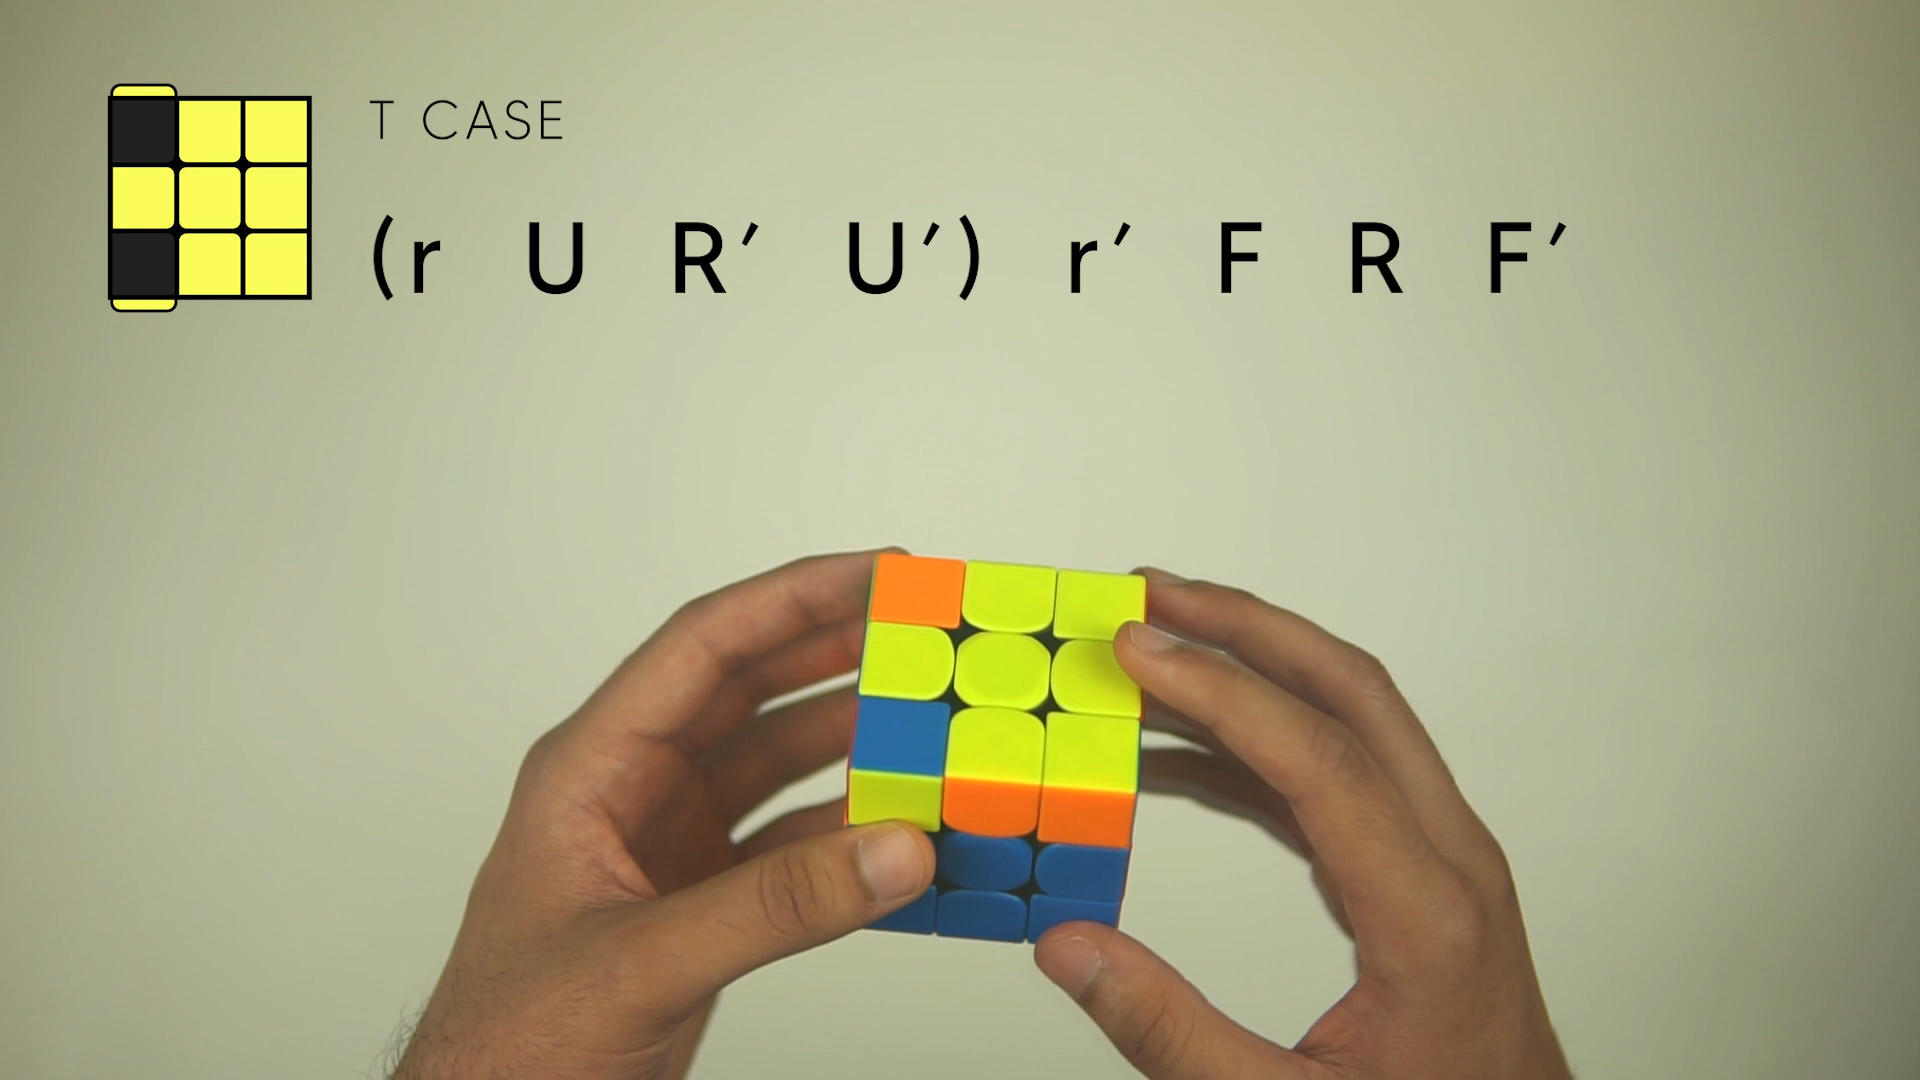 T CASE
(r U R′ U′) r′ F R F′